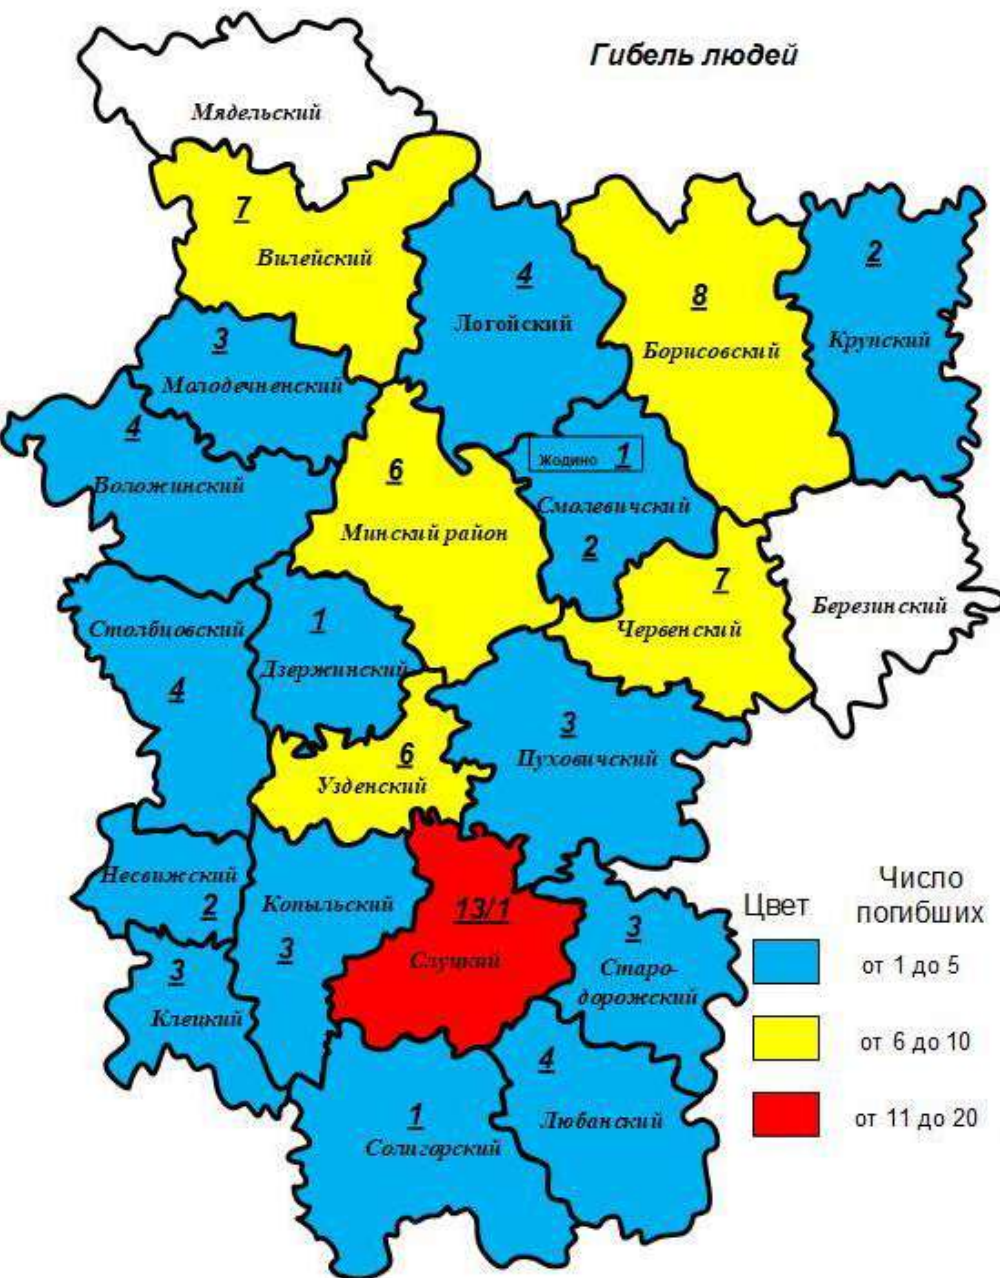 Гибель людей
Мядельский
7
Вилейский
4
Логойский
8
Борисовский
2
Крупский
3
Молодечненский
4
Воложинский
6
Минский район
Жодино 1
Смолевичский
2
7
Червенский
Березинский
Столбцовский
4
1
Дзержинский
6
Узденский
3
Пуховичский
Несвижский
2
Копыльский
3
13/1
Слуцкий
3
Старо-
дорожский
3
Клецкий
1
Солигорский
4
Любанский
Цвет
Число
погибших
от 1 до 5
от 6 до 10
от 11 до 20